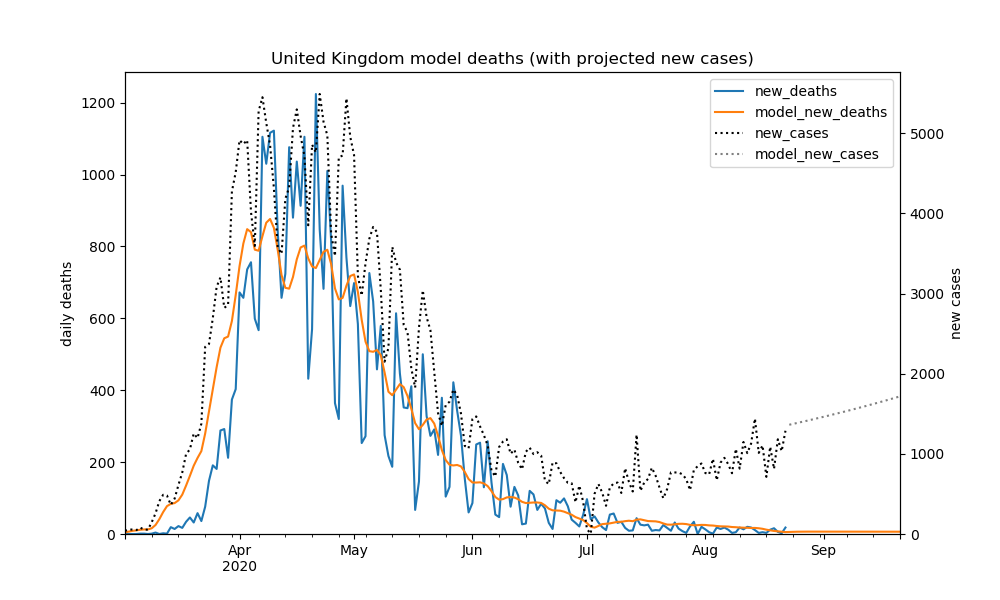 United Kingdom model deaths (with projected new cases)
new_deaths
model_new_deaths
new_cases
model_new_cases
daily deaths
1200
1000
800
600
400
200
0
new cases
5000
4000
3000
2000
1000
0
Apr
2020
May
Jun
Jul
Aug
Sep